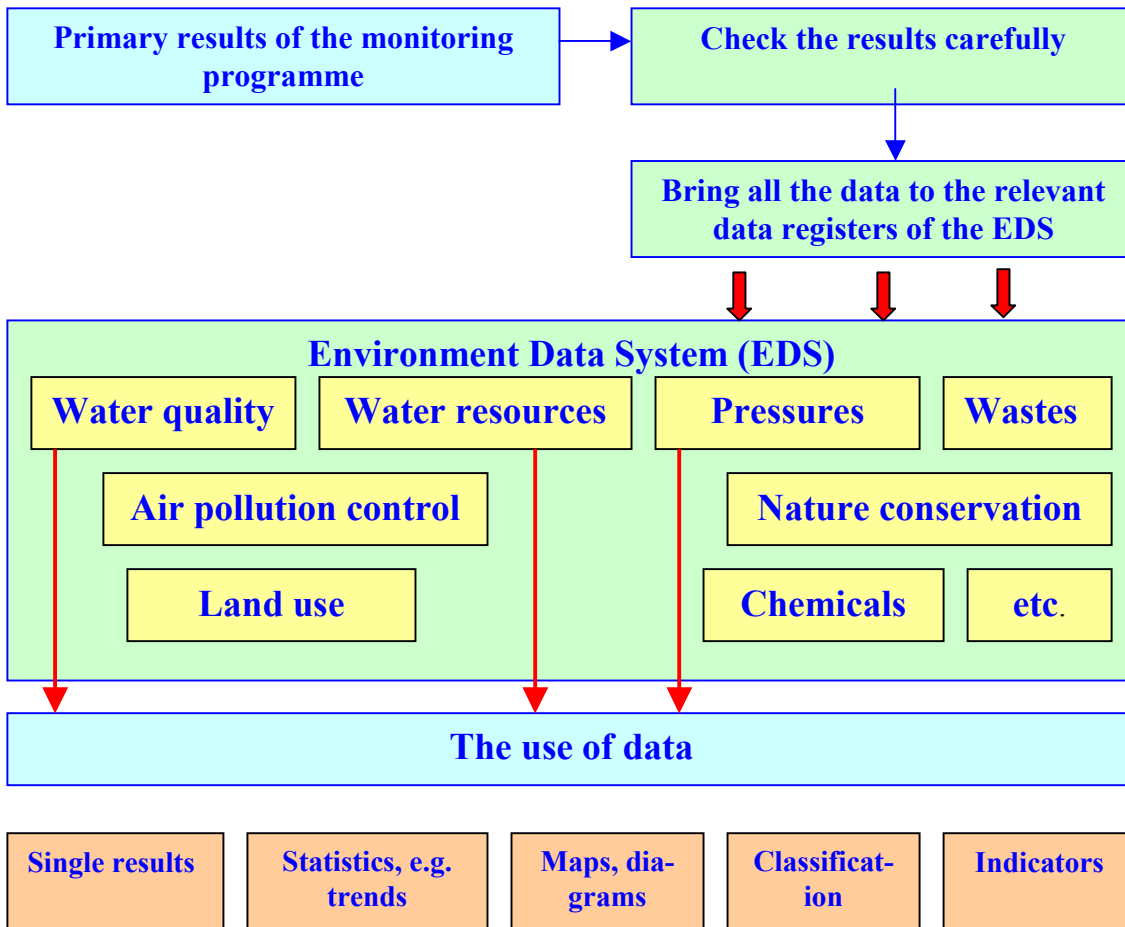 Primary results of the monitoring
programme
Check the results carefully
Bring all the data to the relevant
data registers of the EDS
Environment Data System (EDS)
Water quality
Water resources
Pressures
Wastes
Air pollution control
Nature conservation
Land use
Chemicals
etc.
The use of data
Single results
Statistics, e.g.
trends
Maps, dia-
grams
Classificat-
ion
Indicators